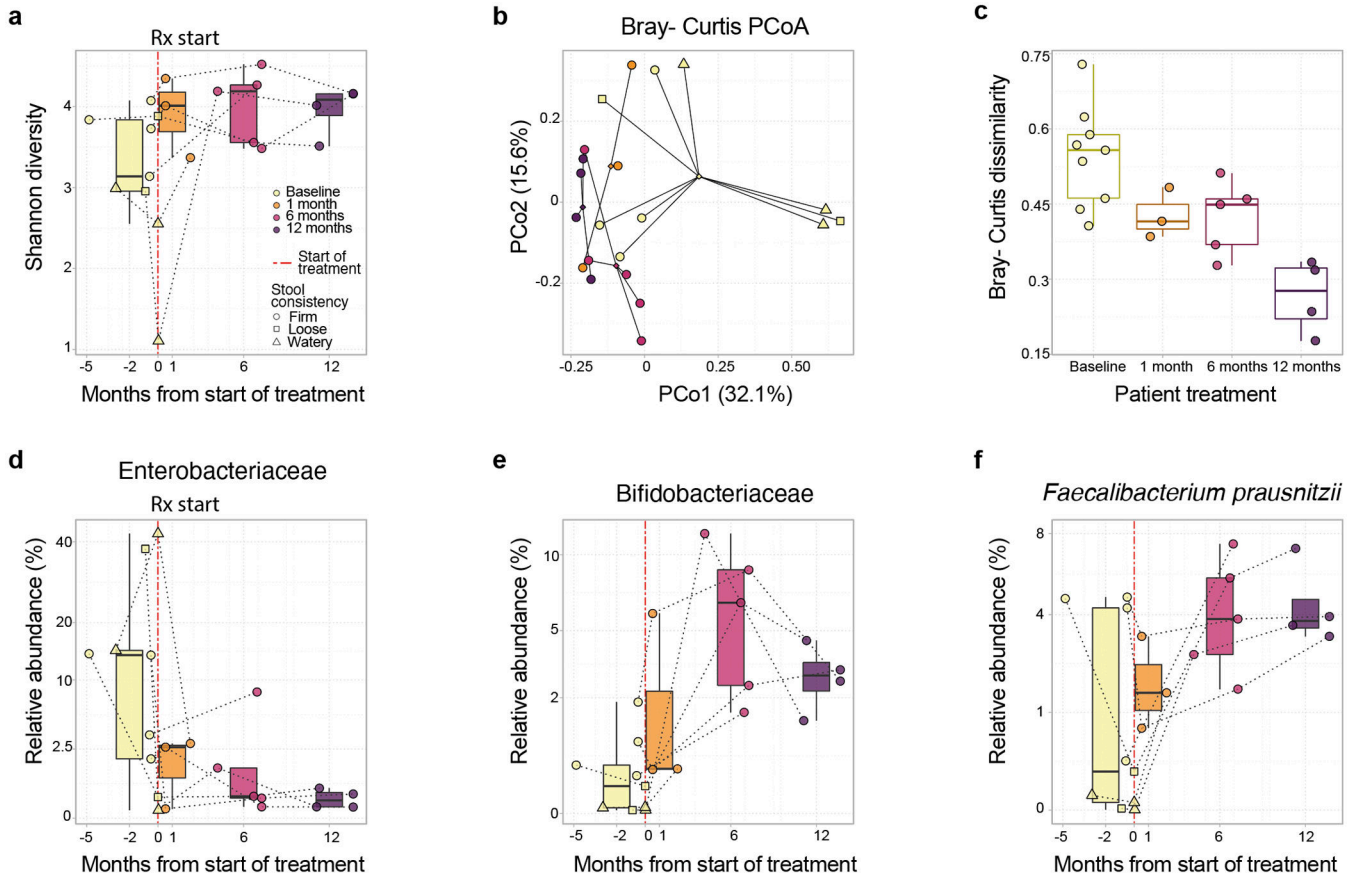 a
Rx start
Shannon diversity
4
3
2
1
-5
-2
0
1
6
12
Months from start of treatment
Baseline
1 month
6 months
12 months
Start of
treatment
Stool
consistency
Firm
Loose
Watery
b
Bray- Curtis PCoA
PCo2 (15.6%)
0.2
0
-0.2
-0.25
0
0.25
0.50
PCo1 (32.1%)
c
Bray- Curtis dissimilarity
0.75
0.6
0.45
0.3
0.15
Baseline
1 month
6 months
12 months
Patient treatment
d
Enterobacteriaceae
Rx start
Relative abundance (%)
40
20
10
2.5
0
-5
-2
0
1
6
12
Months from start of treatment
e
Bifidobacteriaceae
Relative abundance (%)
10
5
2
0
-5
-2
0
1
6
12
Months from start of treatment
f
Faecalibacterium prausnitzii
Relative abundance (%)
8
4
1
0
-5
-2
0
1
6
12
Months from start of treatment